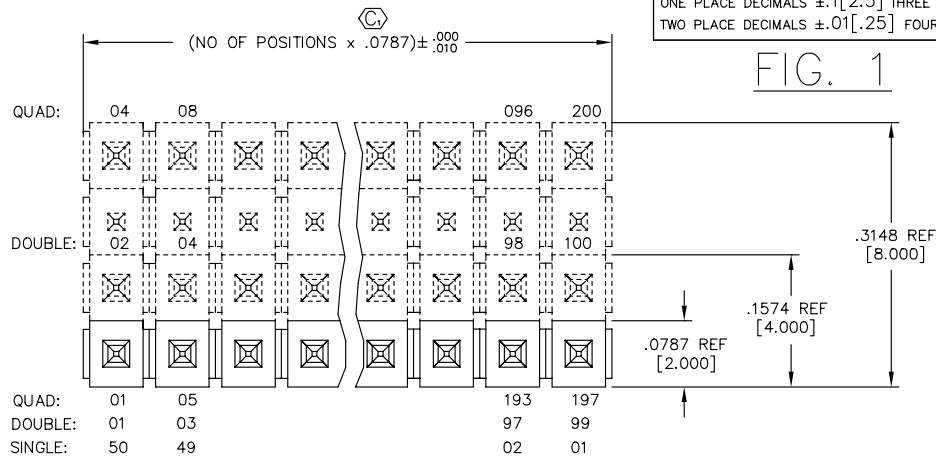 ONE PLACE DECIMALS ±.1[2.5] THREE
TWO PLACE DECIMALS ±.01[.25] FOUR
C1
(NO OF POSITIONS x .0787)± .000 .010
FIG. 1
QUAD: 04 08 096 200
DOUBLE: 02 04 98 100
.3148 REF
[8.000]
.1574 REF
[4.000]
.0787 REF
[2.000]
QUAD: 01 05 193 197
DOUBLE: 01 03 97 99
SINGLE: 50 49 02 01